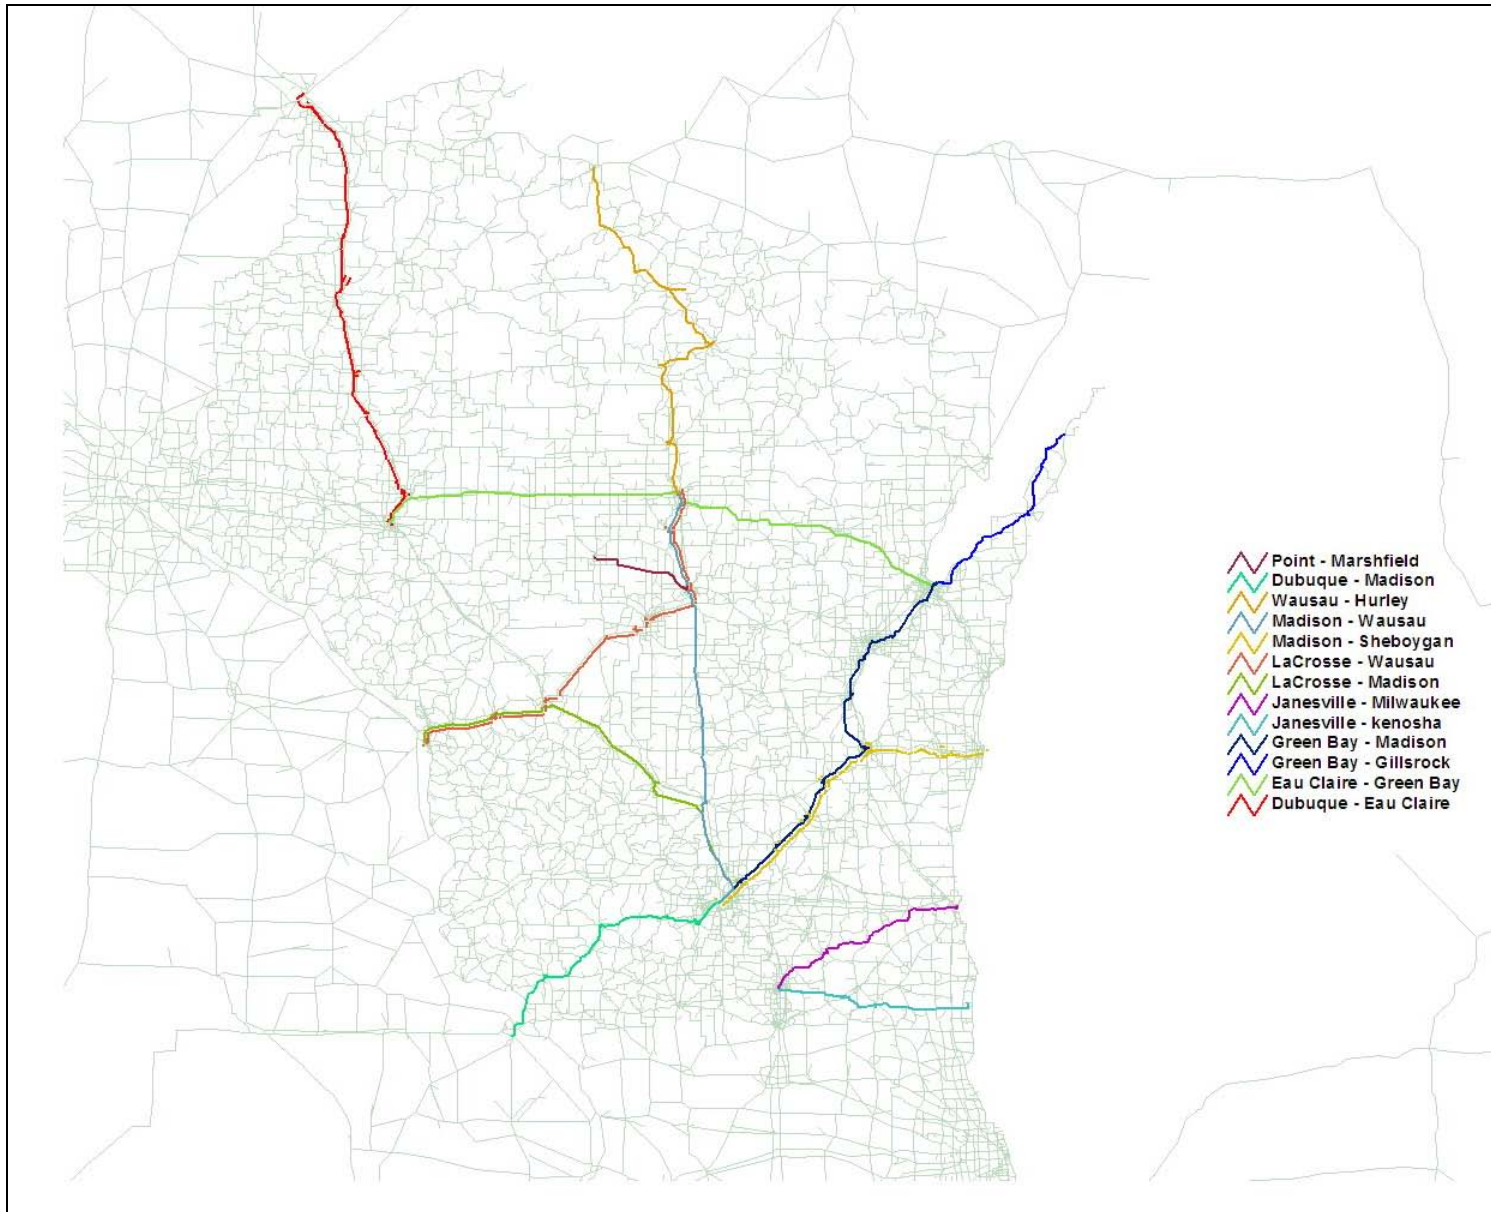 Point - Marshfield
Dubuque - Madison
Wausau - Hurley
Madison - Wausau
Madison - Sheboygan
LaCrosse - Wausau
LaCrosse - Madison
Janesville - Milwaukee
Janesville - kenosha
Green Bay - Madison
Green Bay - Gillsrock
Eau Claire - Green Bay
Dubuque - Eau Claire